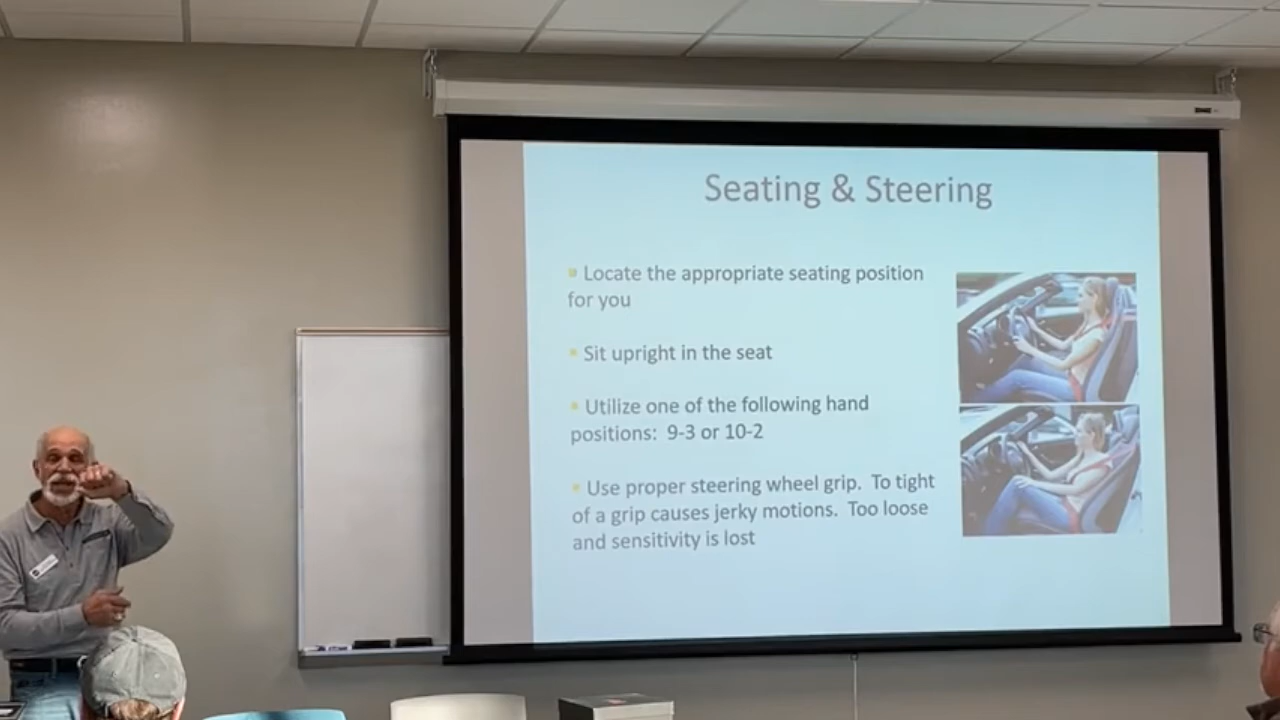 Seating & Steering
Locate the appropriate seating position
for you
Sit upright in the seat
Utilize one of the following hand
positions: 9-3 or 10-2
Use proper steering wheel grip. To tight
of a grip causes jerky motions. Too loose
and sensitivity is lost